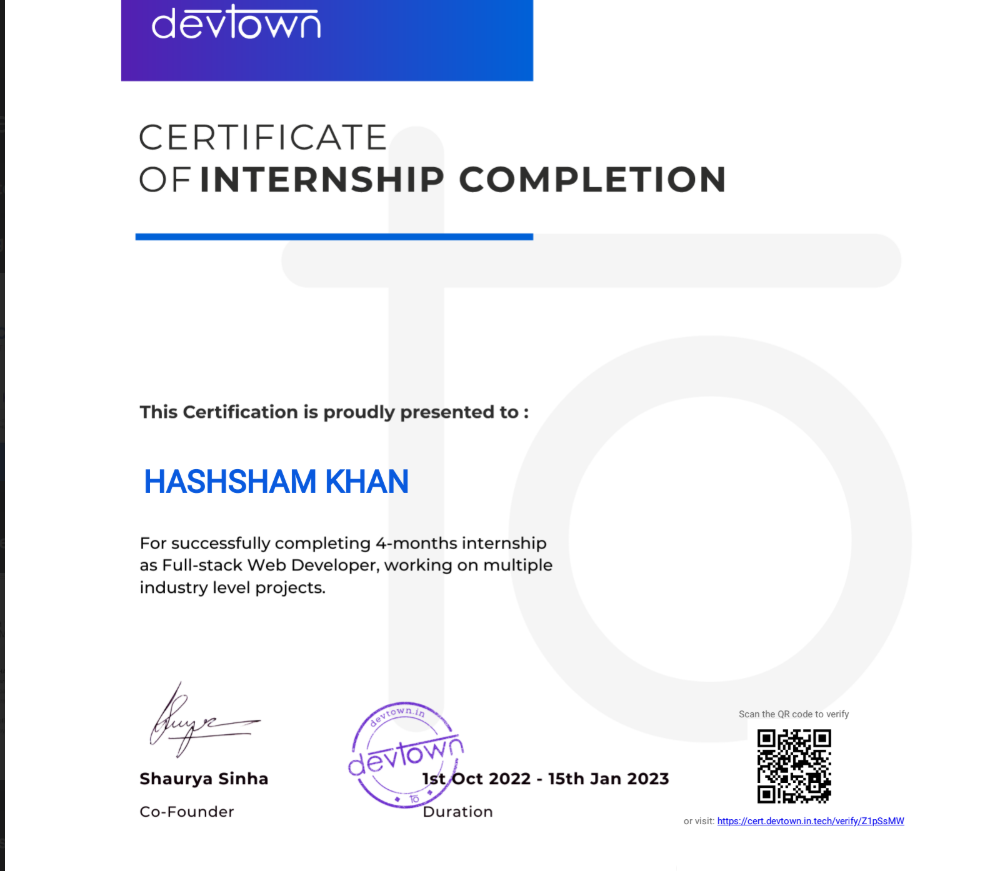 devtown
CERTIFICATE
OF INTERNSHIP COMPLETION
This Certification is proudly presented to :
HASHSHAM KHAN
For successfully completing 4-months internship
as Full-stack Web Developer, working on multiple
industry level projects.
Shaurya Sinha
Co-Founder
devtown.in
devtown
1st Oct 2022 - 15th Jan 2023
Duration
Scan the QR code to verify
or visit: https://cert.devtown.in.tech/verify/Z1pSsMW